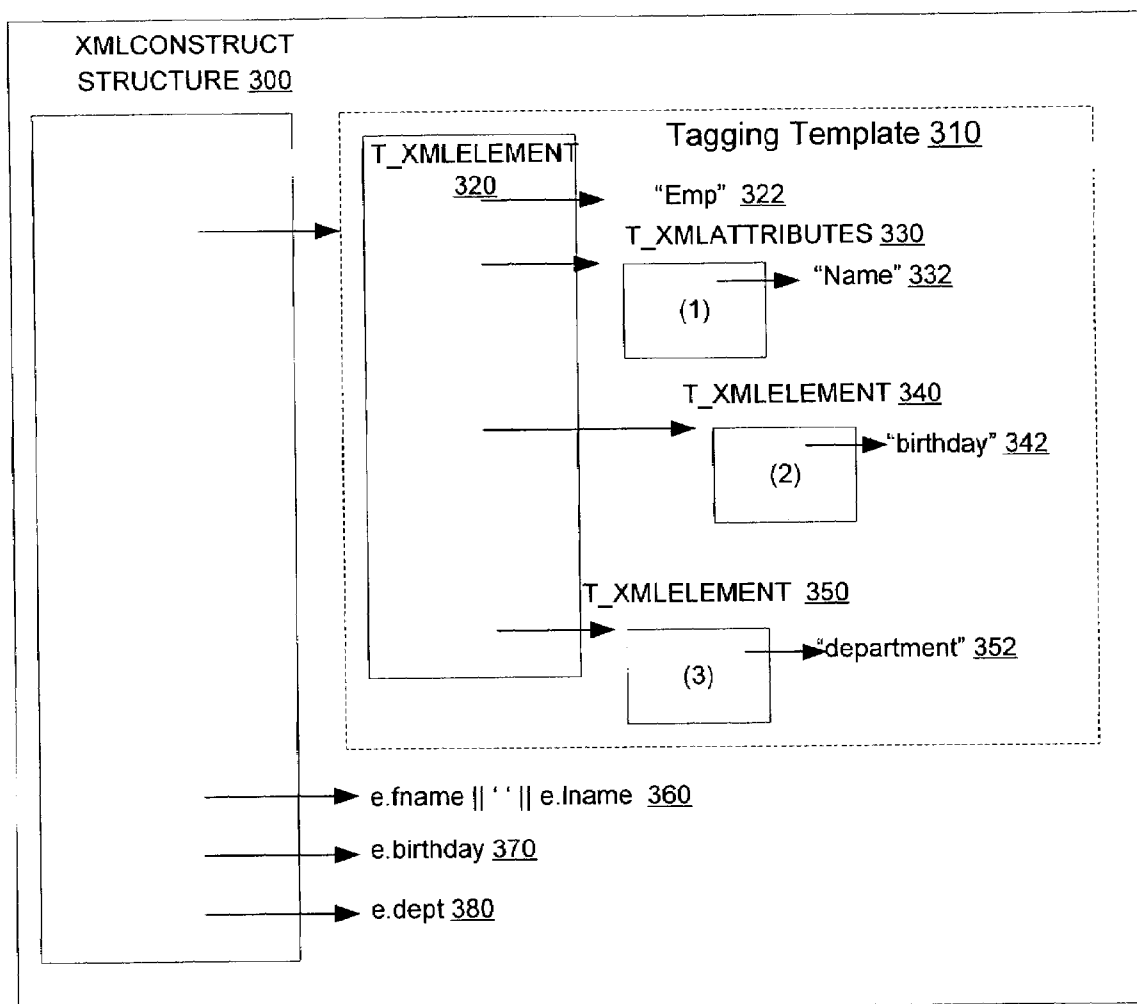 XMLCONSTRUCT
STRUCTURE 300
Tagging Template 310
T_XMLELEMENT
320
“Emp” 322
T_XMLATTRIBUTES 330
“Name” 332
(1)
T_XMLELEMENT 340
“birthday” 342
(2)
T_XMLELEMENT 350
“department” 352
(3)
e.fname || ‘ ‘ || e.lname 360
e.birthday 370
e.dept 380